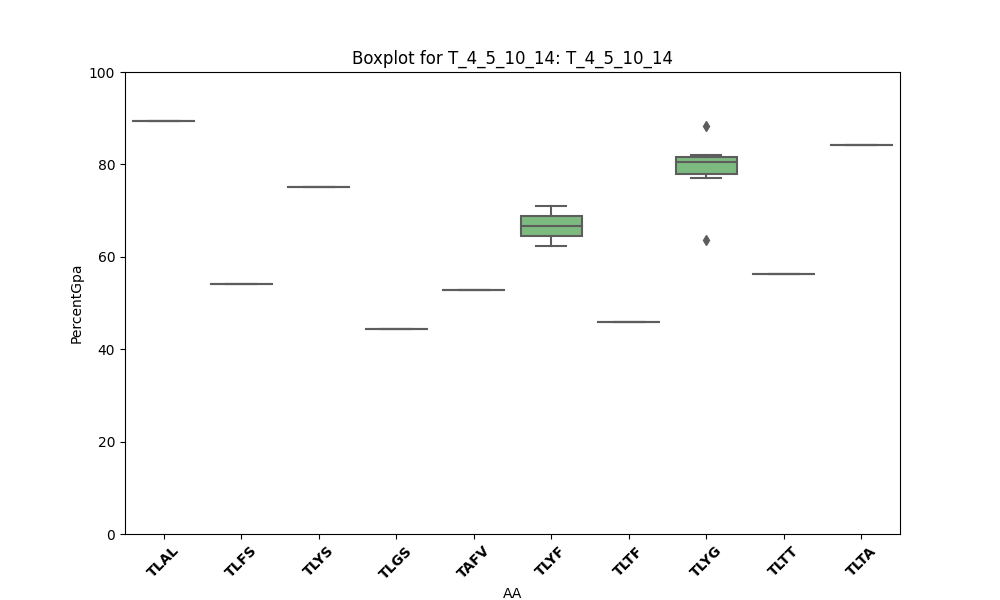 Boxplot for T_4_5_10_14: T_4_5_10_14
PercentGpa
100
80
60
40
20
0
TLAL
TLFS
TLYS
TLGS
TAFV
TLYF
TLTF
TLYG
TLTT
TLTA
AA